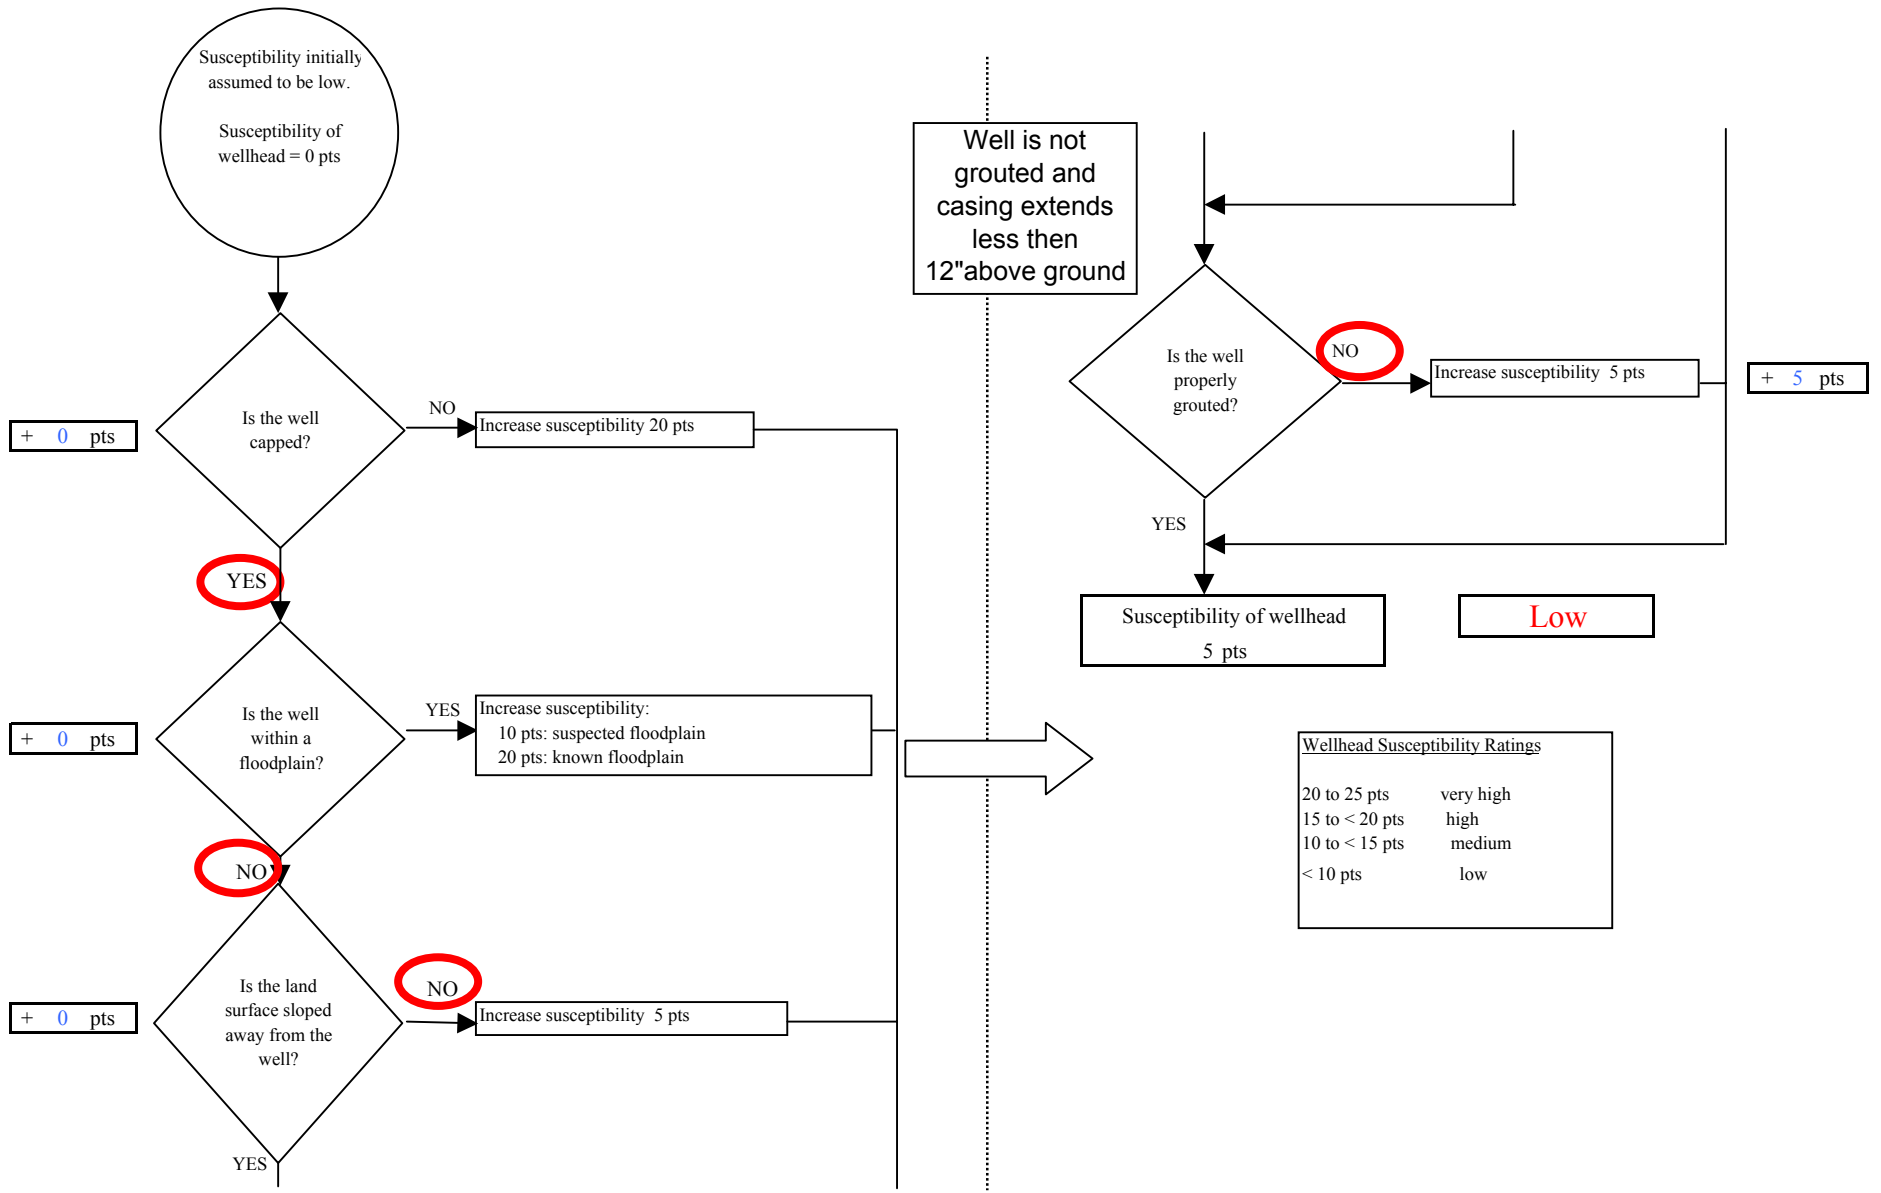 Susceptibility initially
assumed to be low.
Susceptibility of
wellhead = 0 pts
Is the well
capped?
NO
Increase susceptibility 20 pts
+ 0 pts
YES
Is the well
within a
floodplain?
YES
Increase susceptibility:
10 pts: suspected floodplain
20 pts: known floodplain
+ 0 pts
NO
Is the land
surface sloped
away from the
well?
NO
Increase susceptibility 5 pts
+ 0 pts
YES
Well is not
grouted and
casing extends
less then
12"above ground
Is the well
properly
grouted?
NO
Increase susceptibility 5 pts
+ 5 pts
YES
Susceptibility of wellhead
5 pts
Low
Wellhead Susceptibility Ratings
20 to 25 pts very high
15 to < 20 pts high
10 to < 15 pts medium
< 10 pts low